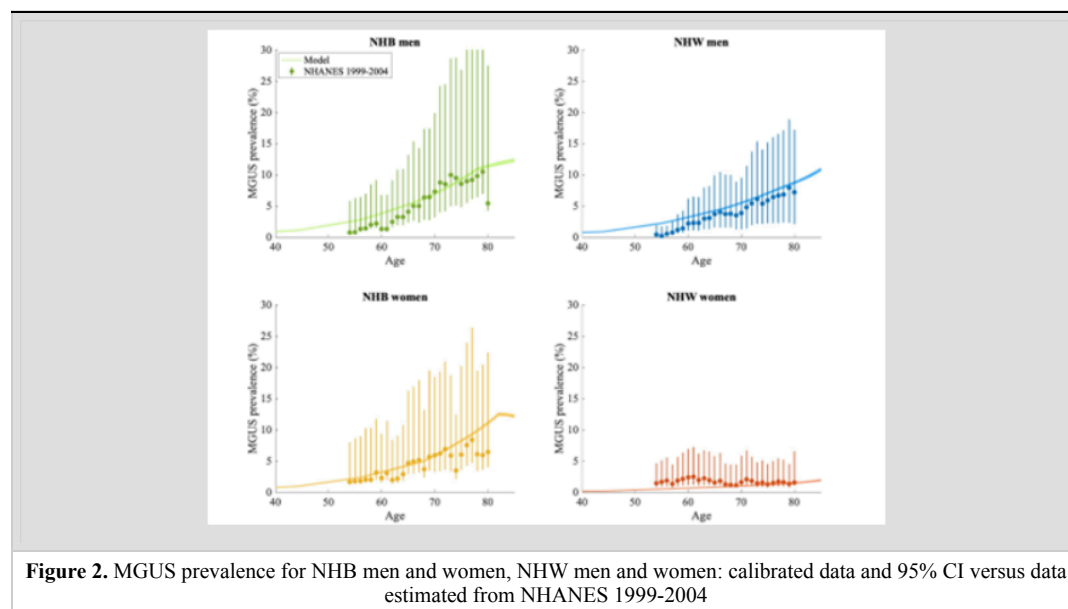 NHB men
30
25
20
15
10
5
0
MGUS prevalence (%)
Model
NHANES 1999-2004
40 50 60 70 80
Age
NHW men
30
25
20
15
10
5
0
MGUS prevalence (%)
40 50 60 70 80
Age
NHB women
30
25
20
15
10
5
0
MGUS prevalence (%)
40 50 60 70 80
Age
NHW women
30
25
20
15
10
5
0
MGUS prevalence (%)
40 50 60 70 80
Age
Figure 2. MGUS prevalence for NHB men and women, NHW men and women: calibrated data and 95% CI versus data
estimated from NHANES 1999-2004